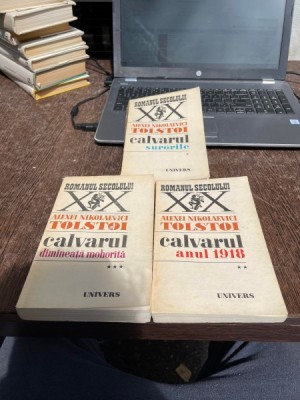 hp
ROMANUL SECOLULUI
XX
ALEXEI NIKOLAEVICI
TOLSTOI
calvarul
surorile
*
UNIVERS
ROMANUL SECOLULUI
XX
ALEXEI NIKOLAEVICI
TOLSTOI
calvarul
dimineață mohorîtă
***
UNIVERS
ROMANUL SECOLULUI
XX
ALEXEI NIKOLAEVICI
TOLSTOI
calvarul
anul 1918
**
UNIVERS